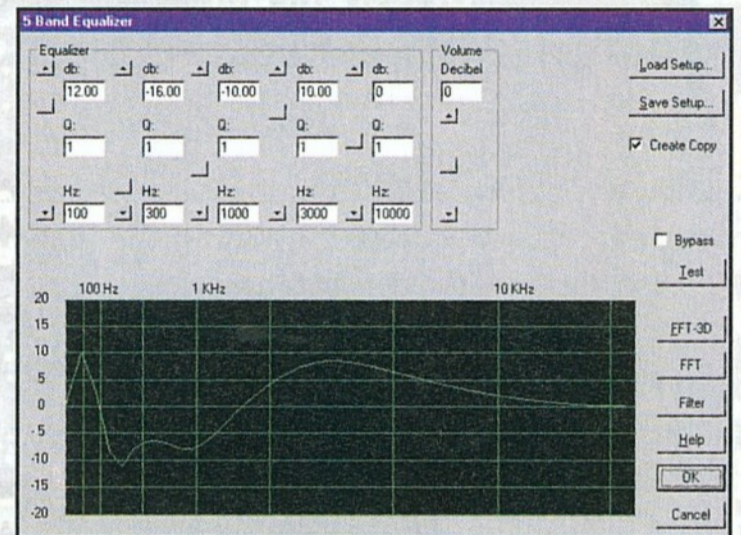 5 Band Equalizer
Equalizer
db: db: db: db: db:
12.00 -16.00 -10.00 10.00 0
Q: Q: Q: Q: Q:
1 1 1 1 1
Hz: Hz: Hz: Hz: Hz:
100 300 1000 3000 10000
Volume
Decibel
0
Load Setup...
Save Setup...
Create Copy
Bypass
Test
FFT-3D
FFT
Filter
Help
OK
Cancel
100 Hz 1 KHz 10 KHz
20
15
10
5
0
-5
-10
-15
-20